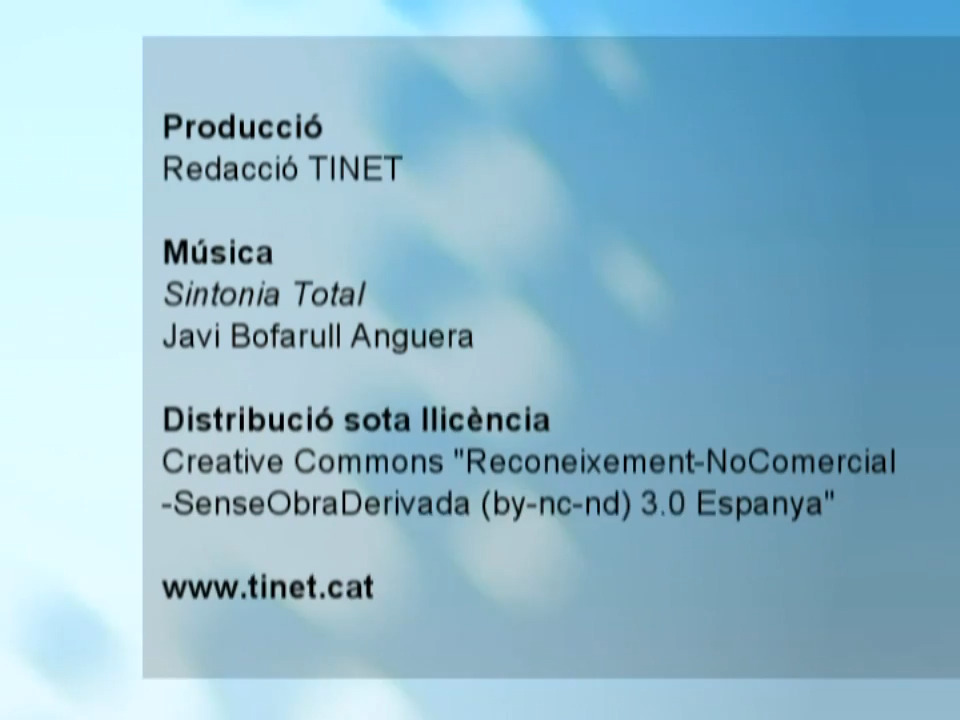 Producció
Redacció TINET
Música
Sintonia Total
Javi Bofarull Anguera
Distribució sota llicència
Creative Commons "Reconeixement-NoComercial
-SenseObraDerivada (by-nc-nd) 3.0 Espanya"
www.tinet.cat